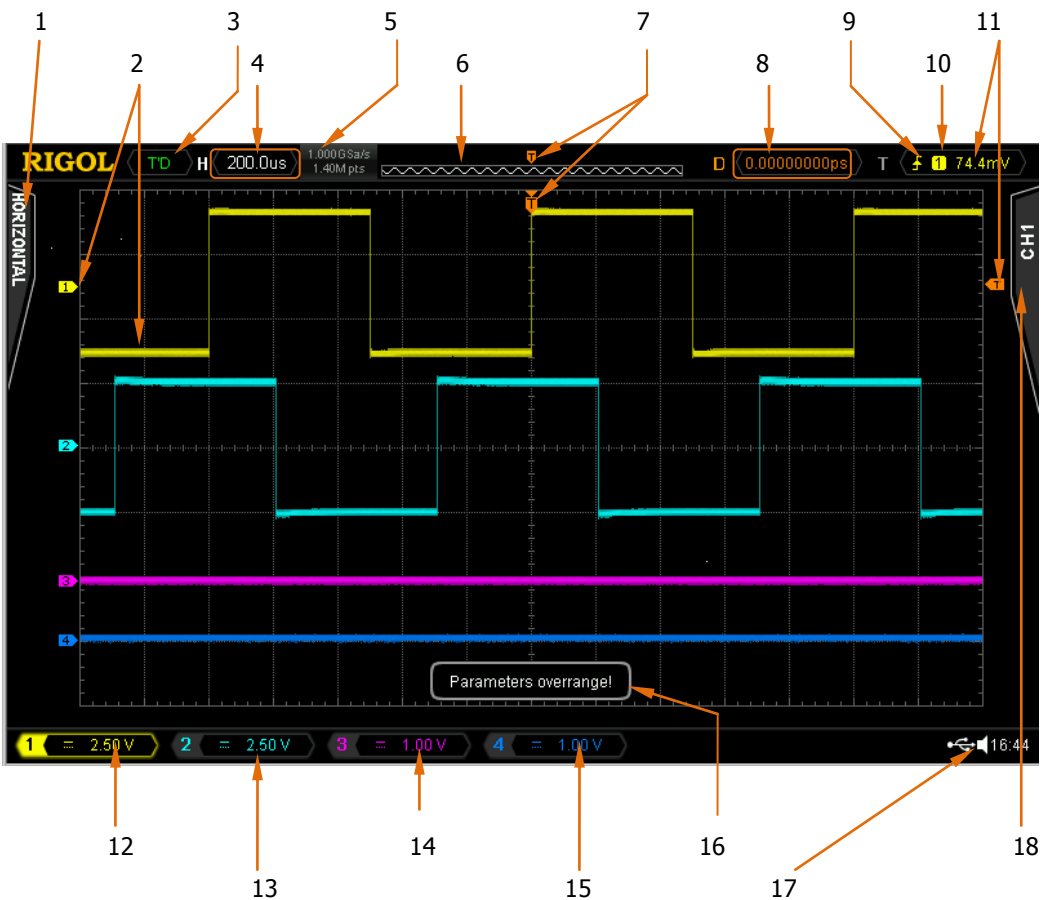 1 3 5 7 9 11
2 4 6 8 10
RIGOL T'D H 200.0us 1.000GSa/s 1.40M pts T D 0.00000000ps T 1 74.4mV
HORIZONTAL
T
CH1
1
T
2
3
4
Parameters overrange!
1 2.50 V 2 2.50 V 3 1.00 V 4 1.00 V 16:44
12 14 16 18
13 15 17